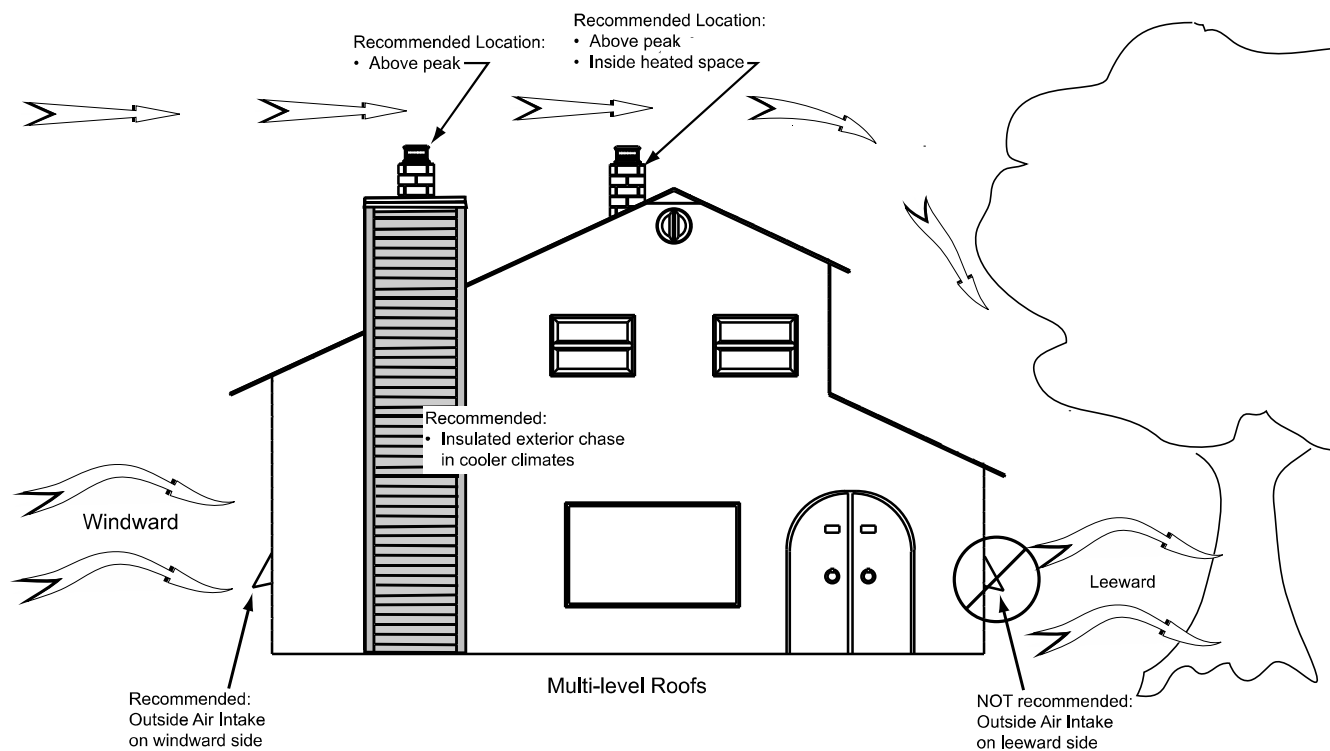 Recommended Location:
• Above peak
Recommended Location:
• Above peak
• Inside heated space
Recommended:
• Insulated exterior chase
in cooler climates
Windward
Leeward
Recommended:
Outside Air Intake
on windward side
Multi-level Roofs
NOT recommended:
Outside Air Intake
on leeward side